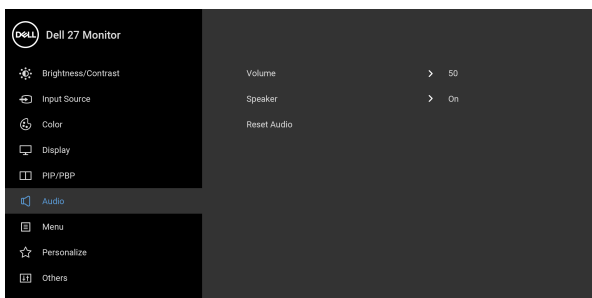 DELL Dell 27 Monitor
Brightness/Contrast
Volume 50
Input Source
Speaker On
Color
Reset Audio
Display
PIP/PBP
Audio
Menu
Personalize
Others